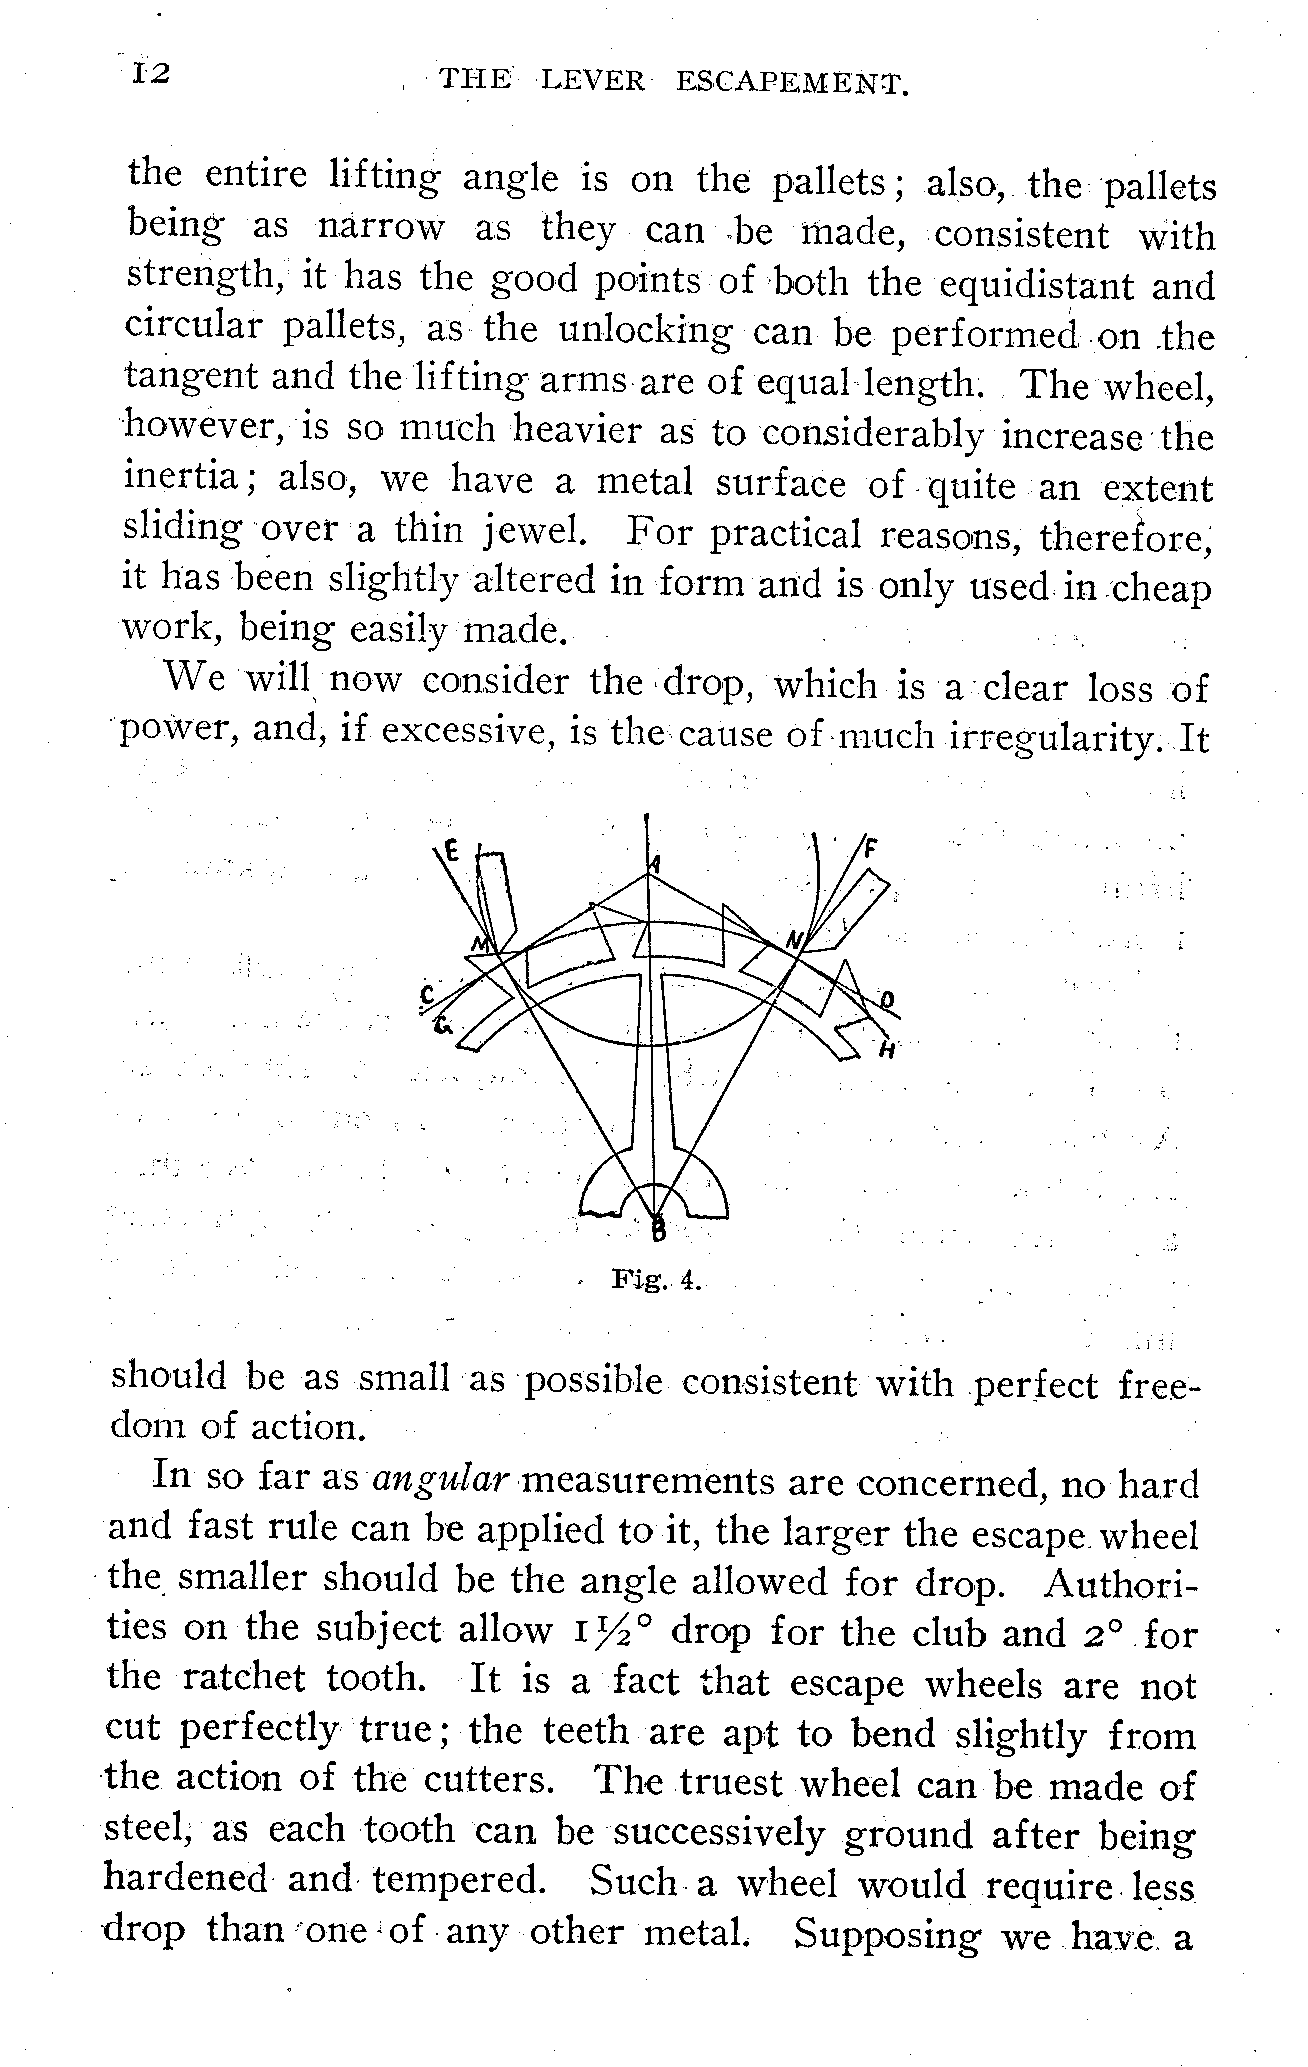 12 THE LEVER ESCAPEMENT.
the entire lifting angle is on the pallets; also, the pallets
being as narrow as they can be made, consistent with
strength, it has the good points of both the equidistant and
circular pallets, as the unlocking can be performed on the
tangent and the lifting arms are of equal length. The wheel,
however, is so much heavier as to considerably increase the
inertia; also, we have a metal surface of quite an extent
sliding over a thin jewel. For practical reasons, therefore,
it has been slightly altered in form and is only used in cheap
work, being easily made.
We will now consider the drop, which is a clear loss of
power, and, if excessive, is the cause of much irregularity. It
E F
A
M N
C D
G H
B
Fig. 4.
should be as small as possible consistent with perfect free-
dom of action.
In so far as angular measurements are concerned, no hard
and fast rule can be applied to it, the larger the escape wheel
the smaller should be the angle allowed for drop. Authori-
ties on the subject allow 1½° drop for the club and 2° for
the ratchet tooth. It is a fact that escape wheels are not
cut perfectly true; the teeth are apt to bend slightly from
the action of the cutters. The truest wheel can be made of
steel, as each tooth can be successively ground after being
hardened and tempered. Such a wheel would require less
drop than one of any other metal. Supposing we have a